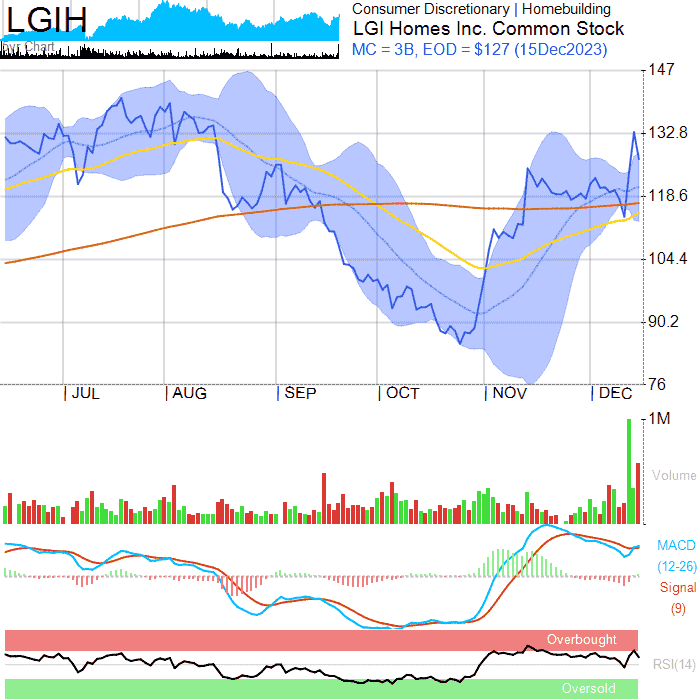 LGIH
Consumer Discretionary | Homebuilding
LGI Homes Inc. Common Stock
MC = 3B, EOD = $127 (15Dec2023)
Chart
147
132.8
118.6
104.4
90.2
76
JUL
AUG
SEP
OCT
NOV
DEC
1M
Volume
MACD
(12-26)
Signal
(9)
Overbought
RSI(14)
Oversold